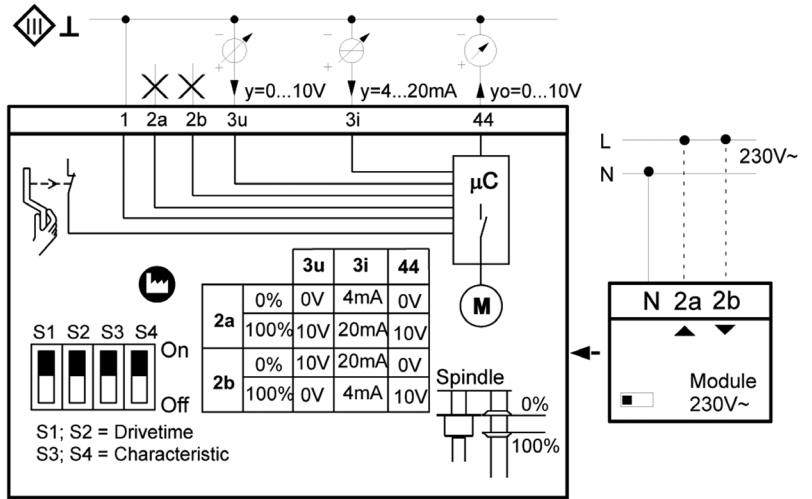 y=0...10V y=4...20mA yo=0...10V
1 2a 2b 3u 3i 44
L
230V~
N
µC
M
3u 3i 44
2a 0% 0V 4mA 0V
100% 10V 20mA 10V
2b 0% 10V 20mA 0V
100% 0V 4mA 10V
S1 S2 S3 S4
On
Off
S1; S2 = Drivetime
S3; S4 = Characteristic
Spindle
0%
100%
N 2a 2b
Module
230V~